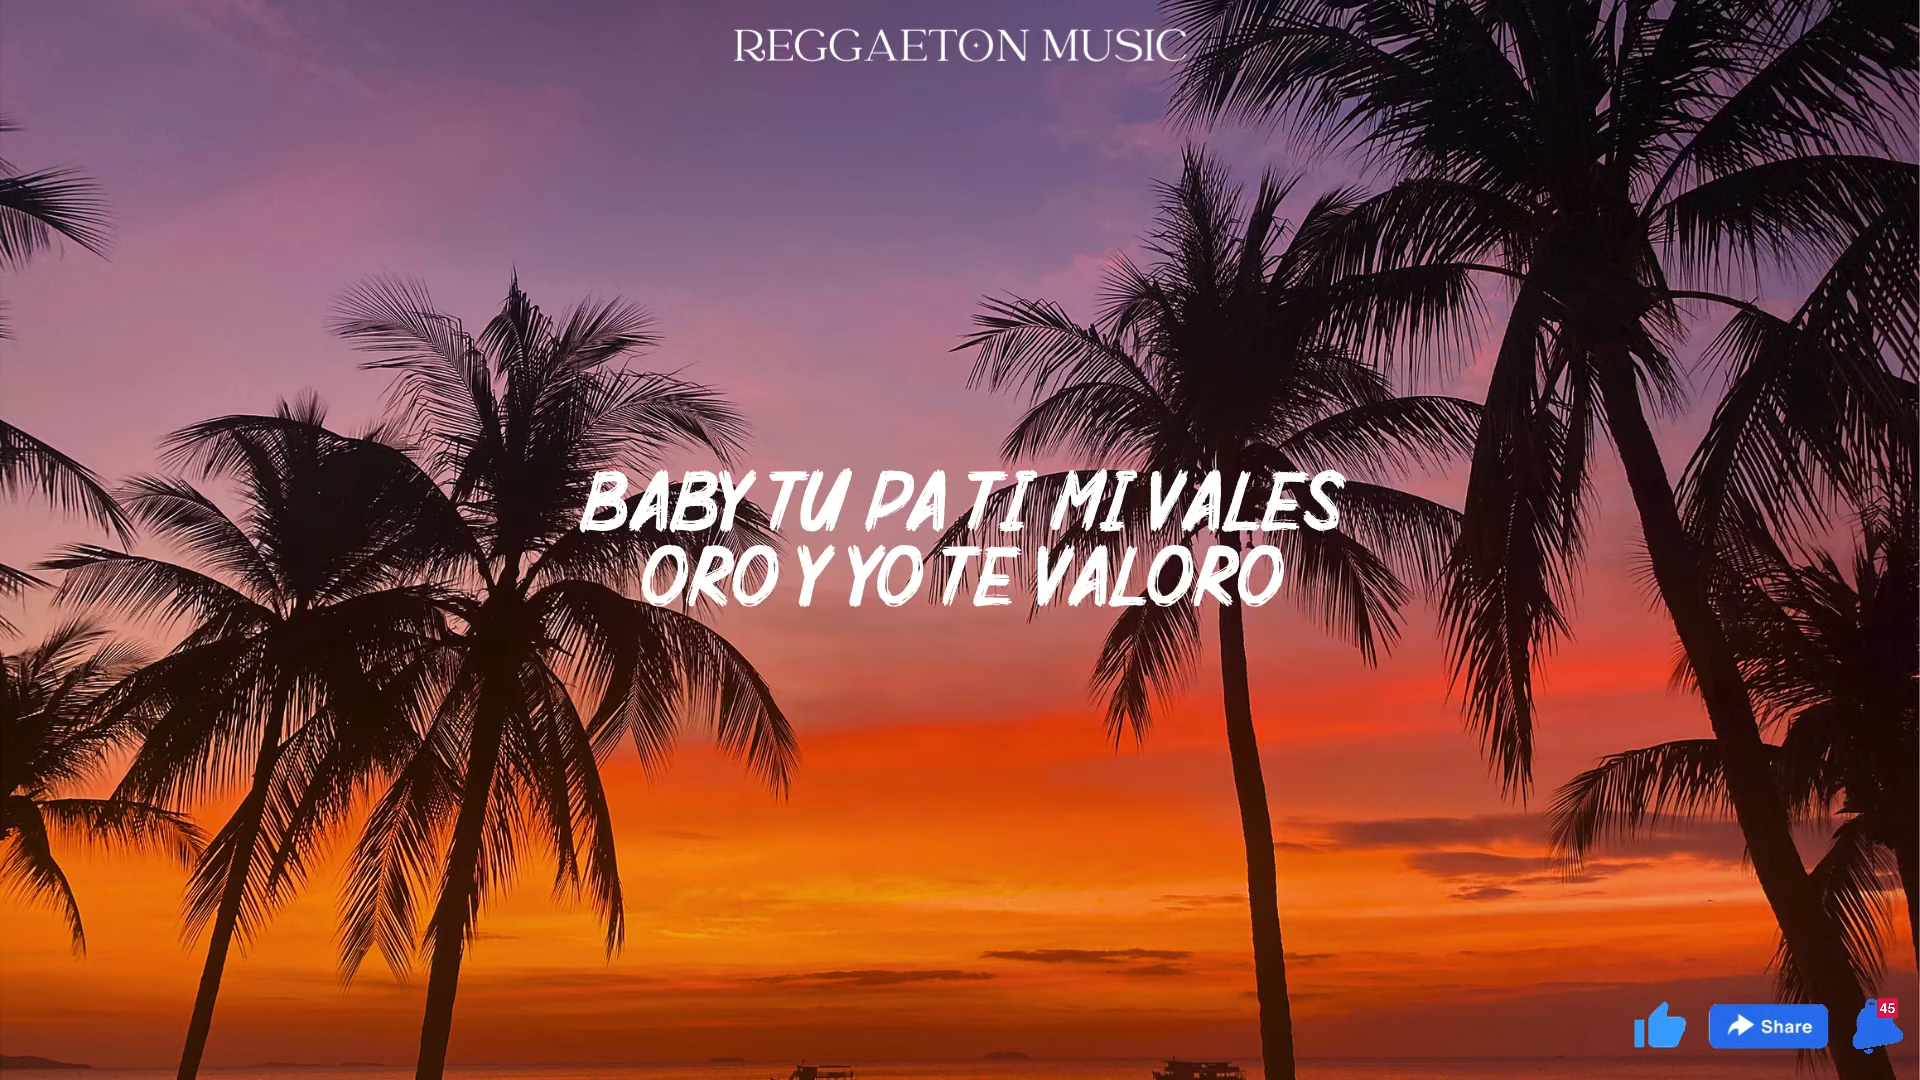 REGGAETON MUSIC
BABY TU PA TI MI VALES
ORO Y YO TE VALORO
Share
45